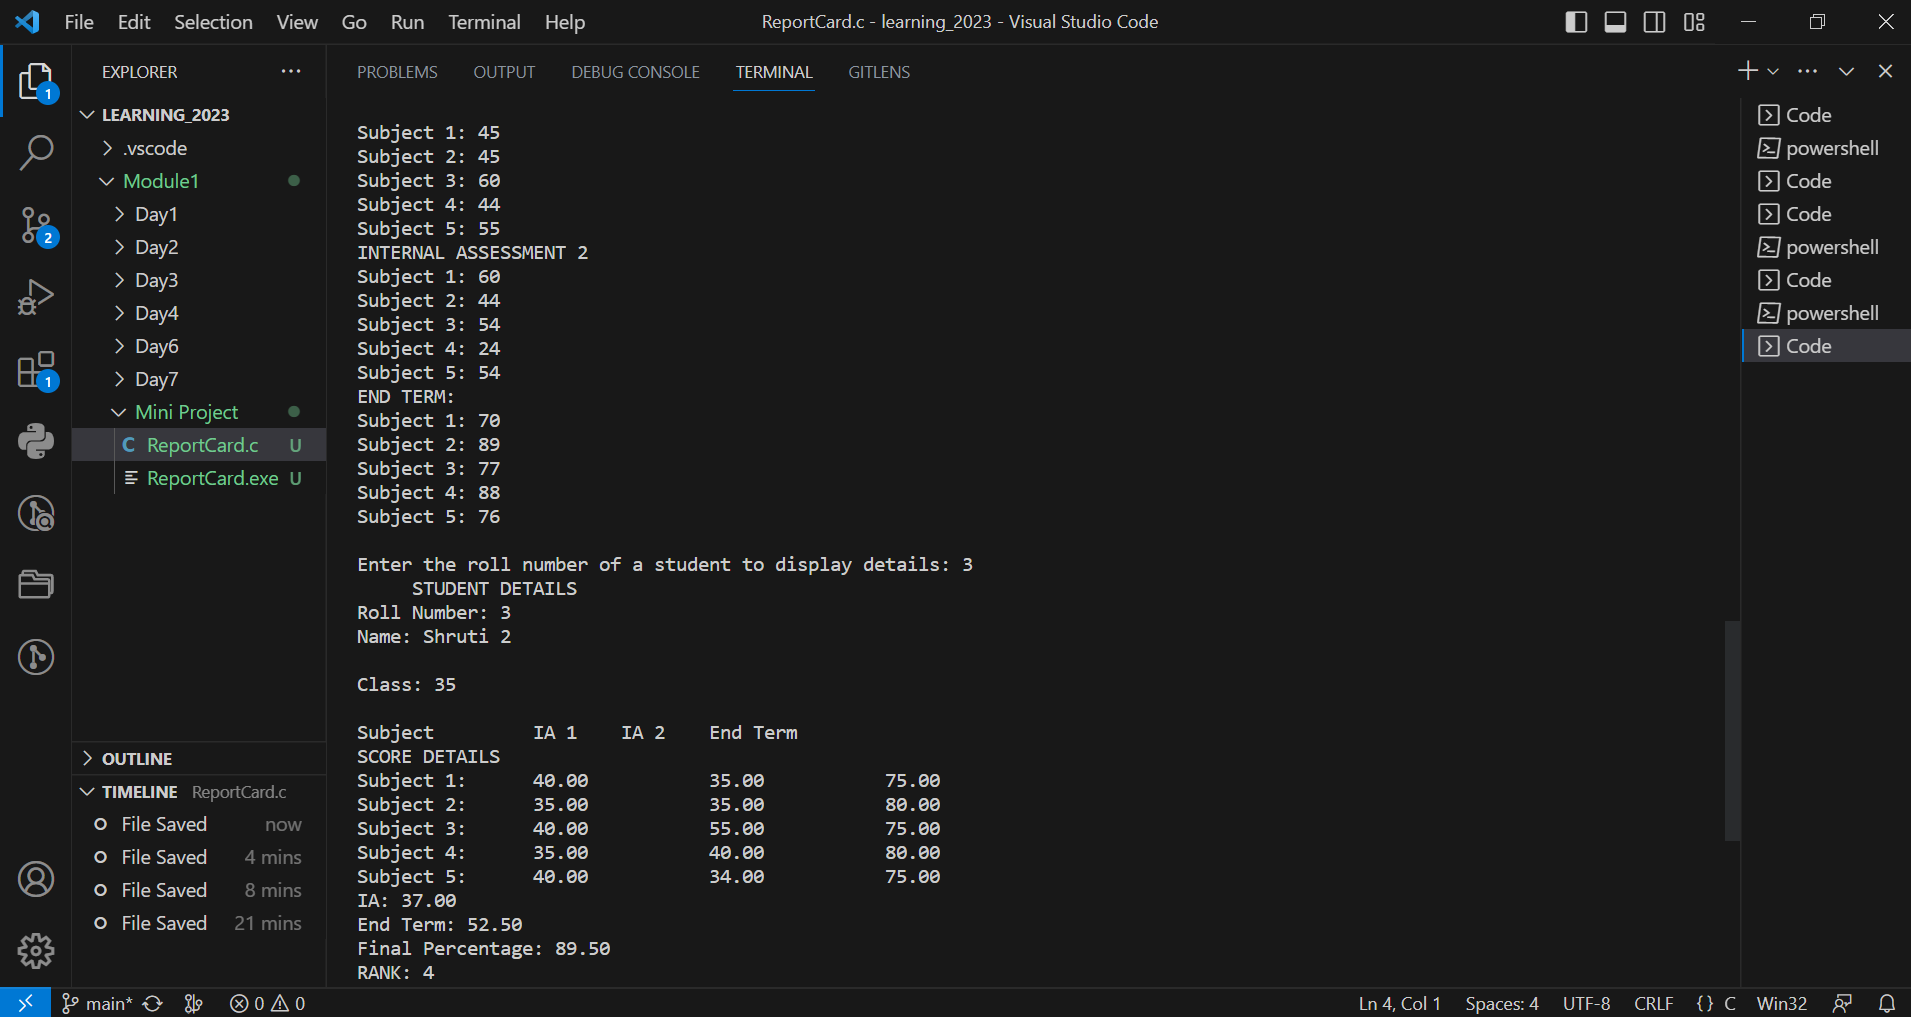 File Edit Selection View Go Run Terminal Help
ReportCard.c - learning_2023 - Visual Studio Code
EXPLORER
LEARNING_2023
.vscode
Module1
Day1
Day2
Day3
Day4
Day6
Day7
Mini Project
C ReportCard.c U
ReportCard.exe U
OUTLINE
TIMELINE ReportCard.c
File Saved now
File Saved 4 mins
File Saved 8 mins
File Saved 21 mins
1
2
1
PROBLEMS OUTPUT DEBUG CONSOLE TERMINAL GITLENS
Subject 1: 45
Subject 2: 45
Subject 3: 60
Subject 4: 44
Subject 5: 55
INTERNAL ASSESSMENT 2
Subject 1: 60
Subject 2: 44
Subject 3: 54
Subject 4: 24
Subject 5: 54
END TERM:
Subject 1: 70
Subject 2: 89
Subject 3: 77
Subject 4: 88
Subject 5: 76
Enter the roll number of a student to display details: 3
STUDENT DETAILS
Roll Number: 3
Name: Shruti 2
Class: 35
Subject IA 1 IA 2 End Term
SCORE DETAILS
Subject 1: 40.00 35.00 75.00
Subject 2: 35.00 35.00 80.00
Subject 3: 40.00 55.00 75.00
Subject 4: 35.00 40.00 80.00
Subject 5: 40.00 34.00 75.00
IA: 37.00
End Term: 52.50
Final Percentage: 89.50
RANK: 4
Code
powershell
Code
Code
powershell
Code
powershell
Code
main* 0 0
Ln 4, Col 1 Spaces: 4 UTF-8 CRLF {} C Win32